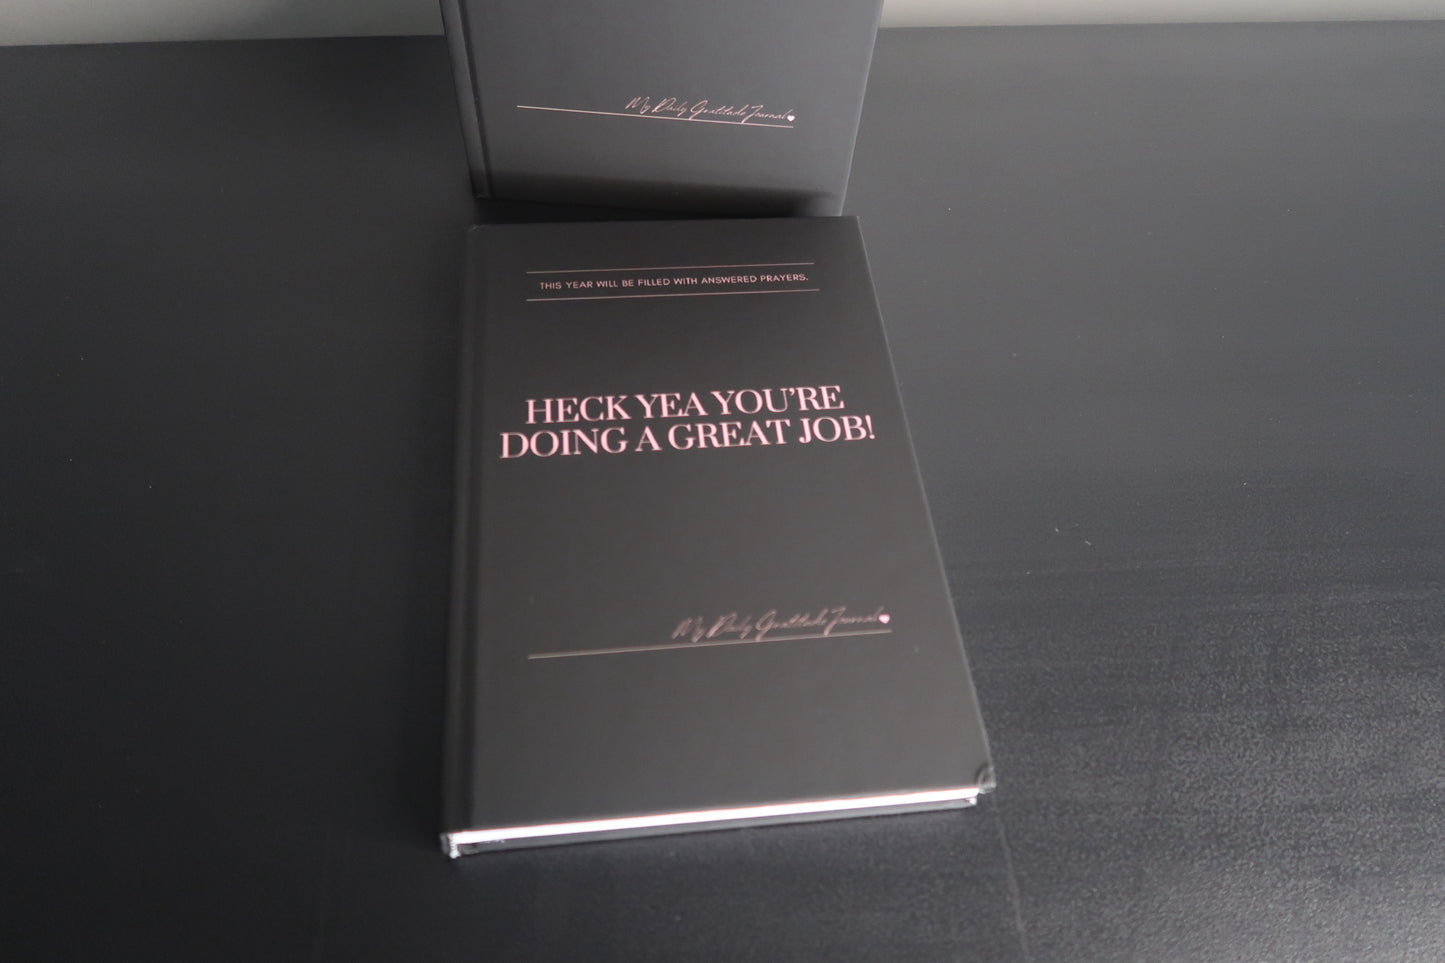 My Daily Gratitude Journal
THIS YEAR WILL BE FILLED WITH ANSWERED PRAYERS.
HECK YEA YOU'RE
DOING A GREAT JOB!
My Daily Gratitude Journal